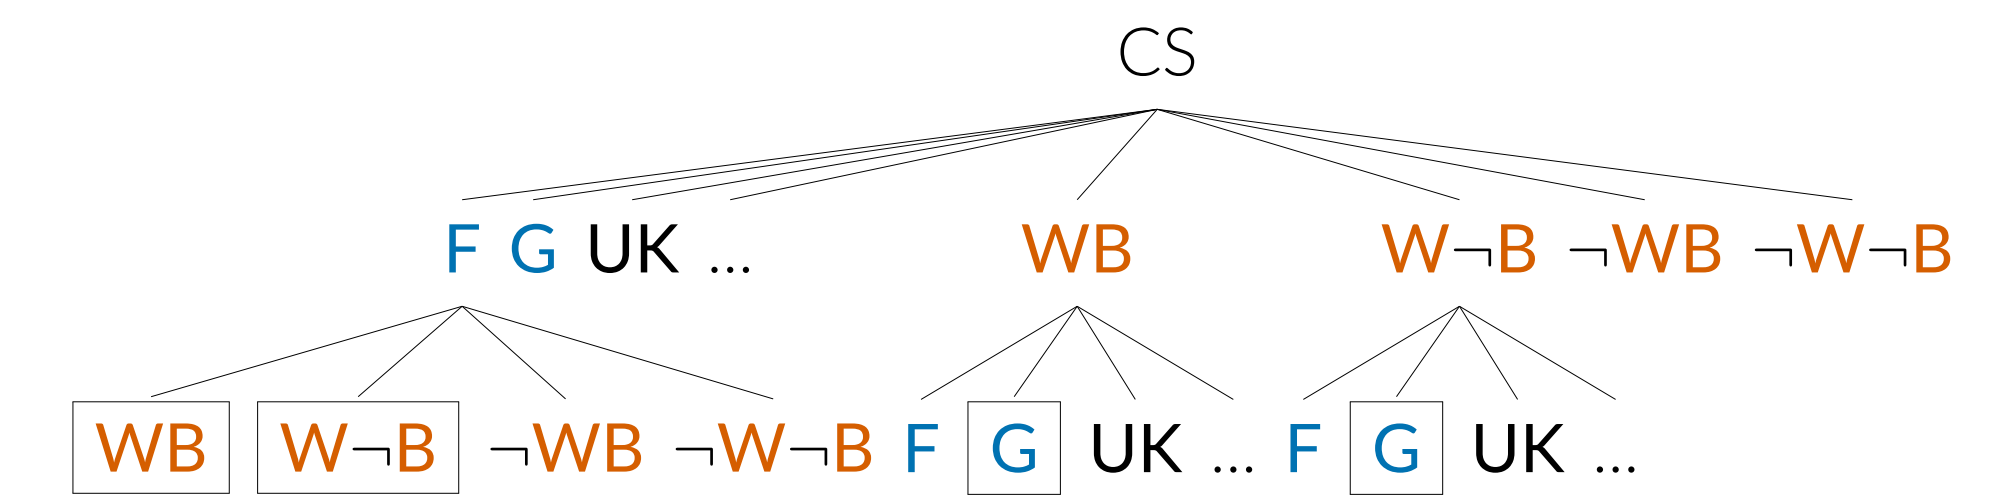 CS
F G UK ... WB W¬B ¬WB ¬W¬B
WB W¬B ¬WB ¬W¬B F G UK ... F G UK ...